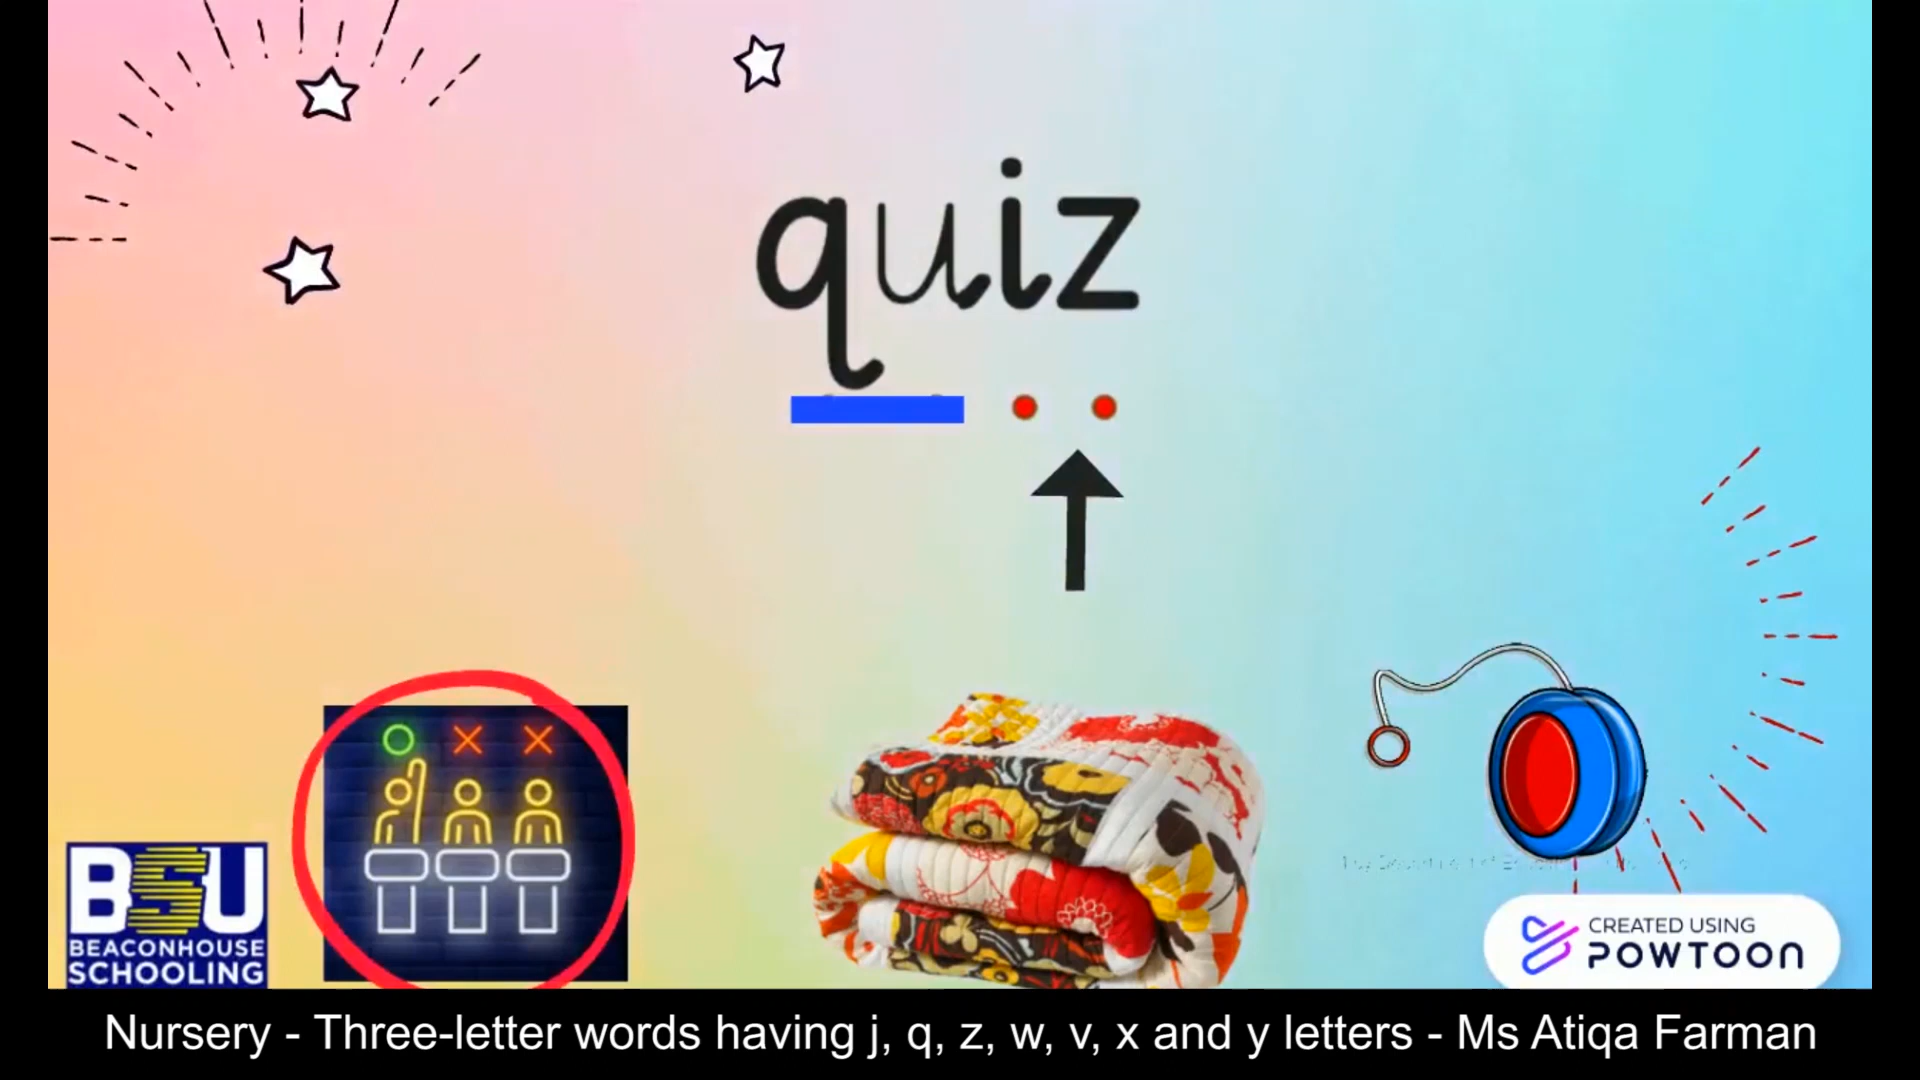 quiz
BSU
BEACONHOUSE
SCHOOLING
CREATED USING
POWTOON
Nursery - Three-letter words having j, q, z, w, v, x and y letters - Ms Atiqa Farman